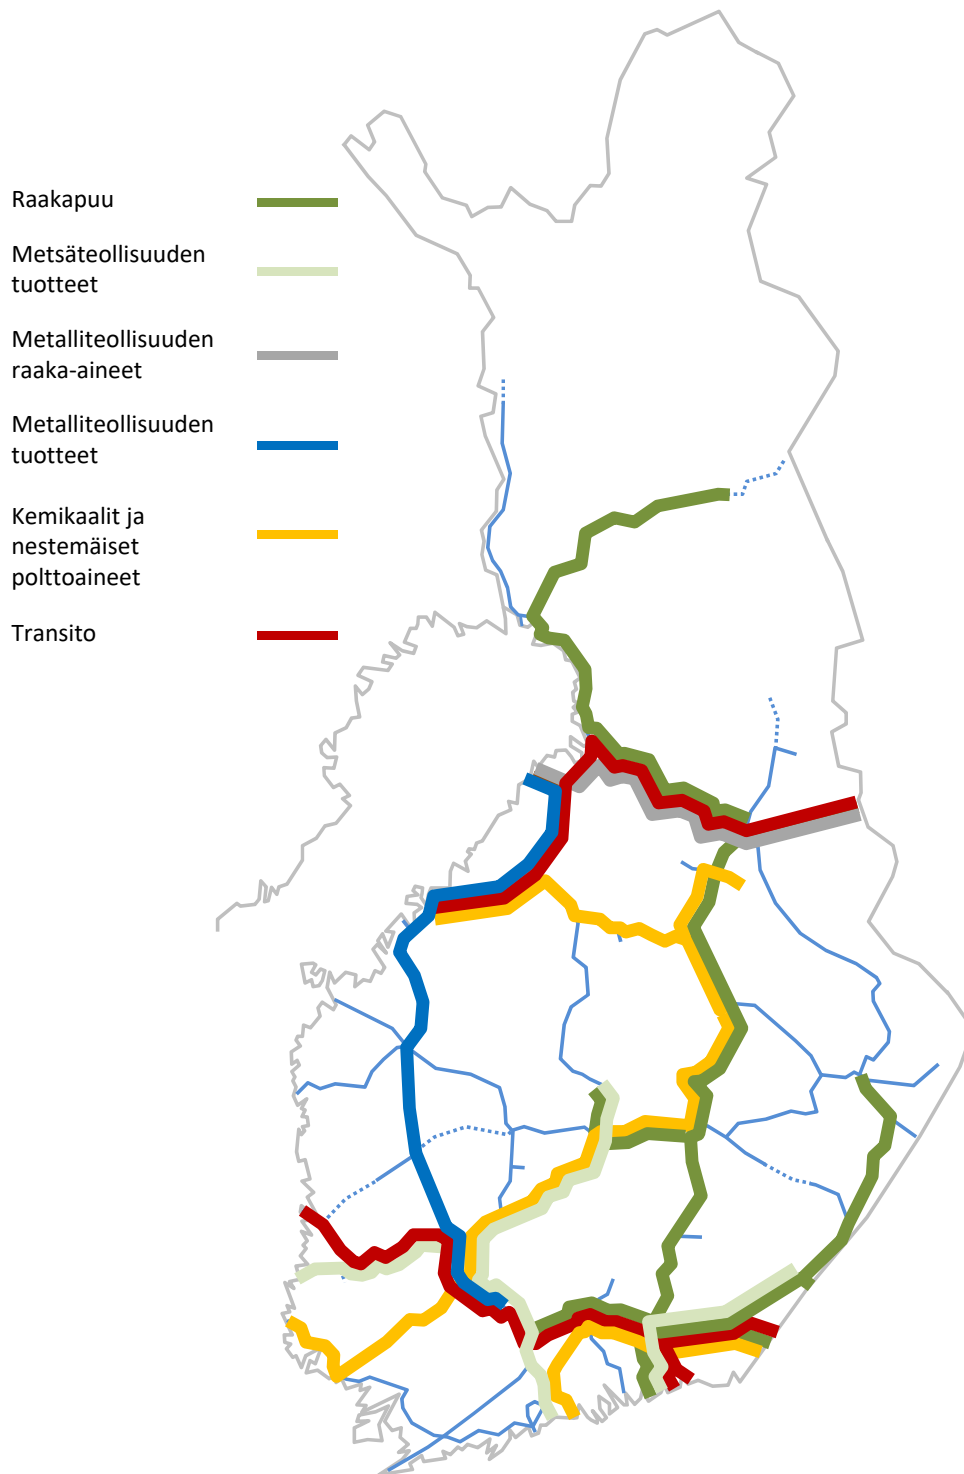 Raakapuu
Metsäteollisuuden
tuotteet
Metalliteollisuuden
raaka-aineet
Metalliteollisuuden
tuotteet
Kemikaalit ja
nestemäiset
polttoaineet
Transito